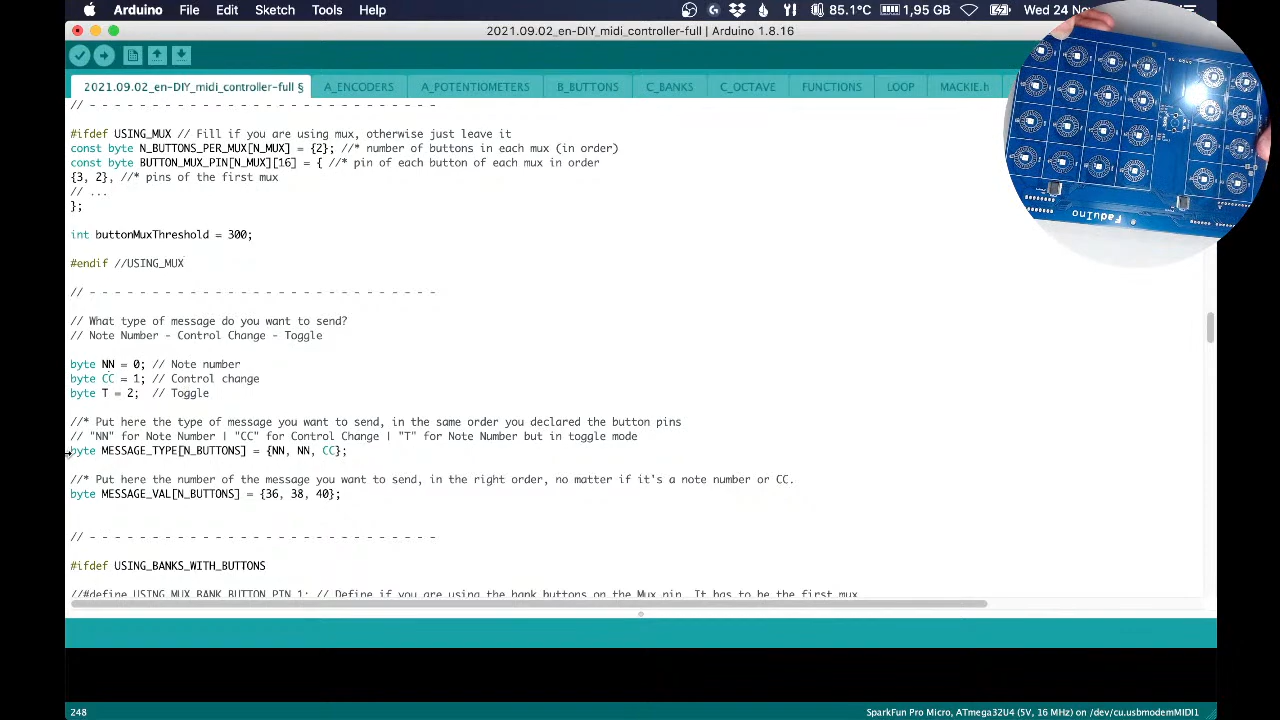 Arduino File Edit Sketch Tools Help 85.1°C 1,95 GB Wed 24 Nov
2021.09.02_en-DIY_midi_controller-full | Arduino 1.8.16
2021.09.02_en-DIY_midi_controller-full § A_ENCODERS A_POTENTIOMETERS B_BUTTONS C_BANKS C_OCTAVE FUNCTIONS LOOP MACKIE.h
// - - - - - - - - - - - - - - - - - - - - - - - - - - - -
#ifdef USING_MUX // Fill if you are using mux, otherwise just leave it
const byte N_BUTTONS_PER_MUX[N_MUX] = {2}; //* number of buttons in each mux (in order)
const byte BUTTON_MUX_PIN[N_MUX][16] = { //* pin of each button of each mux in order
{3, 2}, //* pins of the first mux
// ...
};
int buttonMuxThreshold = 300;
#endif //USING_MUX
// - - - - - - - - - - - - - - - - - - - - - - - - - - - -
// What type of message do you want to send?
// Note Number - Control Change - Toggle
byte NN = 0; // Note number
byte CC = 1; // Control change
byte T = 2;  // Toggle
//* Put here the type of message you want to send, in the same order you declared the button pins
// "NN" for Note Number | "CC" for Control Change | "T" for Note Number but in toggle mode
byte MESSAGE_TYPE[N_BUTTONS] = {NN, NN, CC};
//* Put here the number of the message you want to send, in the right order, no matter if it's a note number or CC.
byte MESSAGE_VAL[N_BUTTONS] = {36, 38, 40};
// - - - - - - - - - - - - - - - - - - - - - - - - - - - -
#ifdef USING_BANKS_WITH_BUTTONS
//#define USING_MUX_BANK_BUTTON_PIN 1; // Define if you are using the bank buttons on the Mux pin. It has to be the first mux
Faduino
248
SparkFun Pro Micro, ATmega32U4 (5V, 16 MHz) on /dev/cu.usbmodemMIDI1